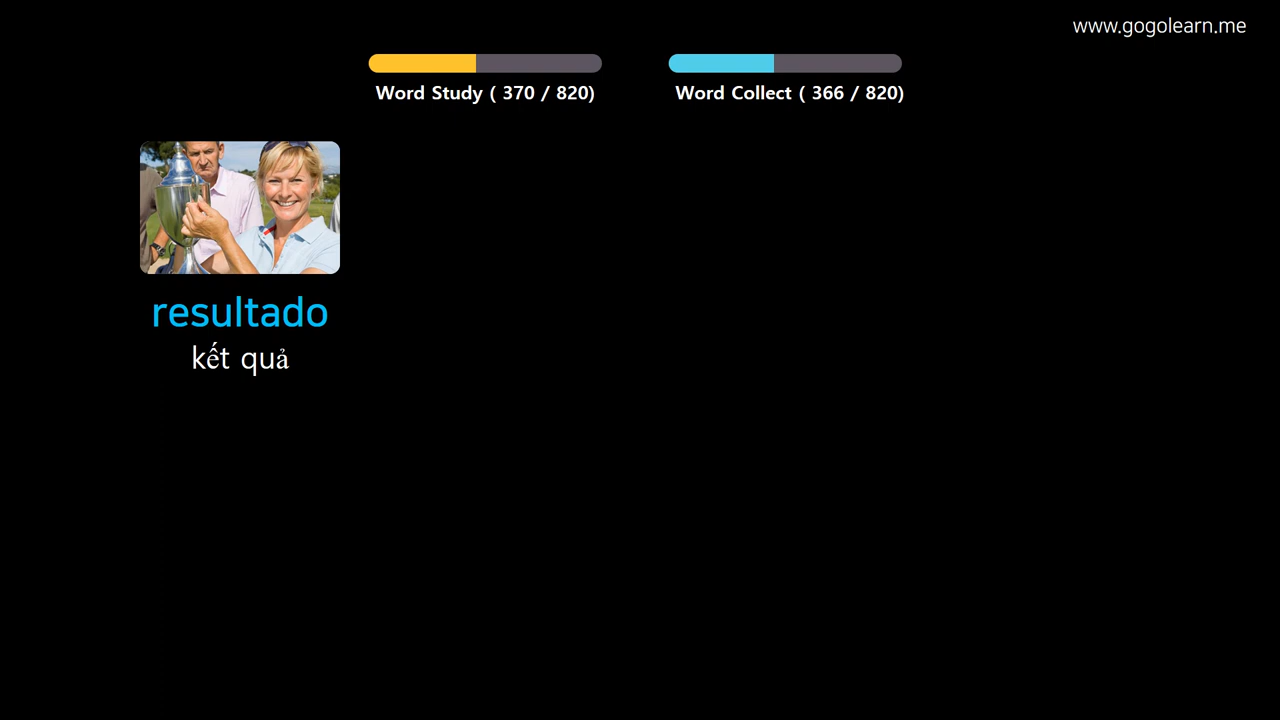 www.gogolearn.me
Word Study ( 370 / 820)
Word Collect ( 366 / 820)
resultado
kết quả